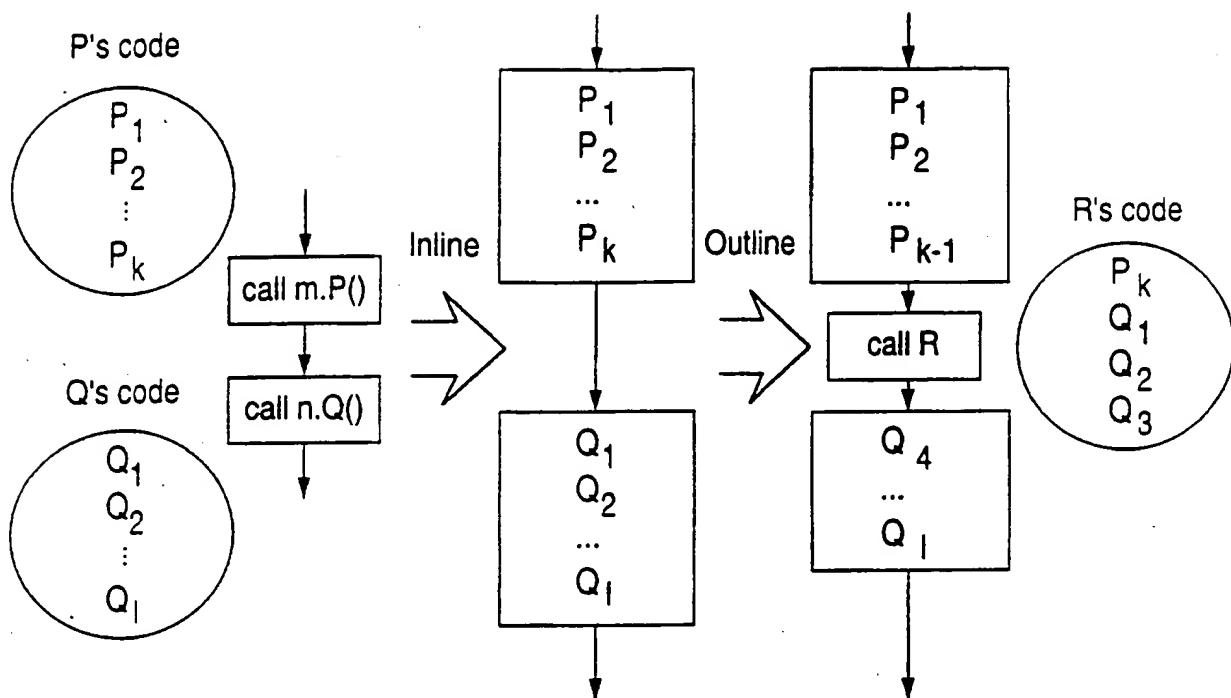 P's code
P1
P2
...
Pk
call m.P()
call n.Q()
Q's code
Q1
Q2
...
Ql
Inline
P1
P2
...
Pk
Q1
Q2
...
Ql
Outline
P1
P2
...
Pk-1
call R
Q4
...
Ql
R's code
Pk
Q1
Q2
Q3